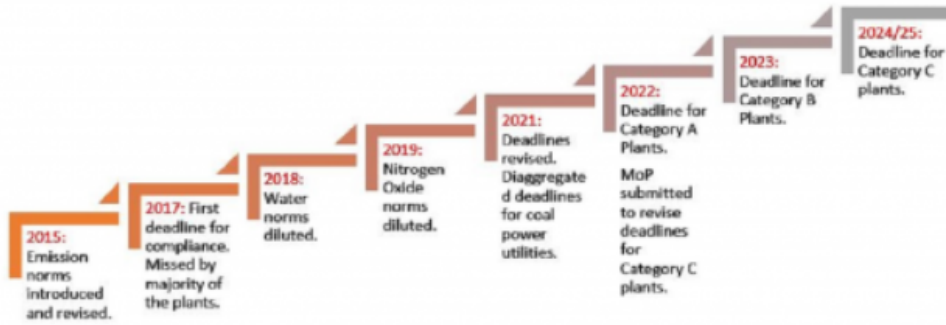 2015:
Emission
norms
introduced
and revised.
2017: First
deadline for
compliance.
Missed by
majority of
the plants.
2018:
Water
norms
diluted.
2019:
Nitrogen
Oxide
norms
diluted.
2021:
Deadlines
revised.
Diaggregate
d deadlines
for coal
power
utilities.
2022:
Deadline for
Category A
Plants.
MoP
submitted
to revise
deadlines
for
Category C
plants.
2023:
Deadline for
Category B
Plants.
2024/25:
Deadline for
Category C
plants.